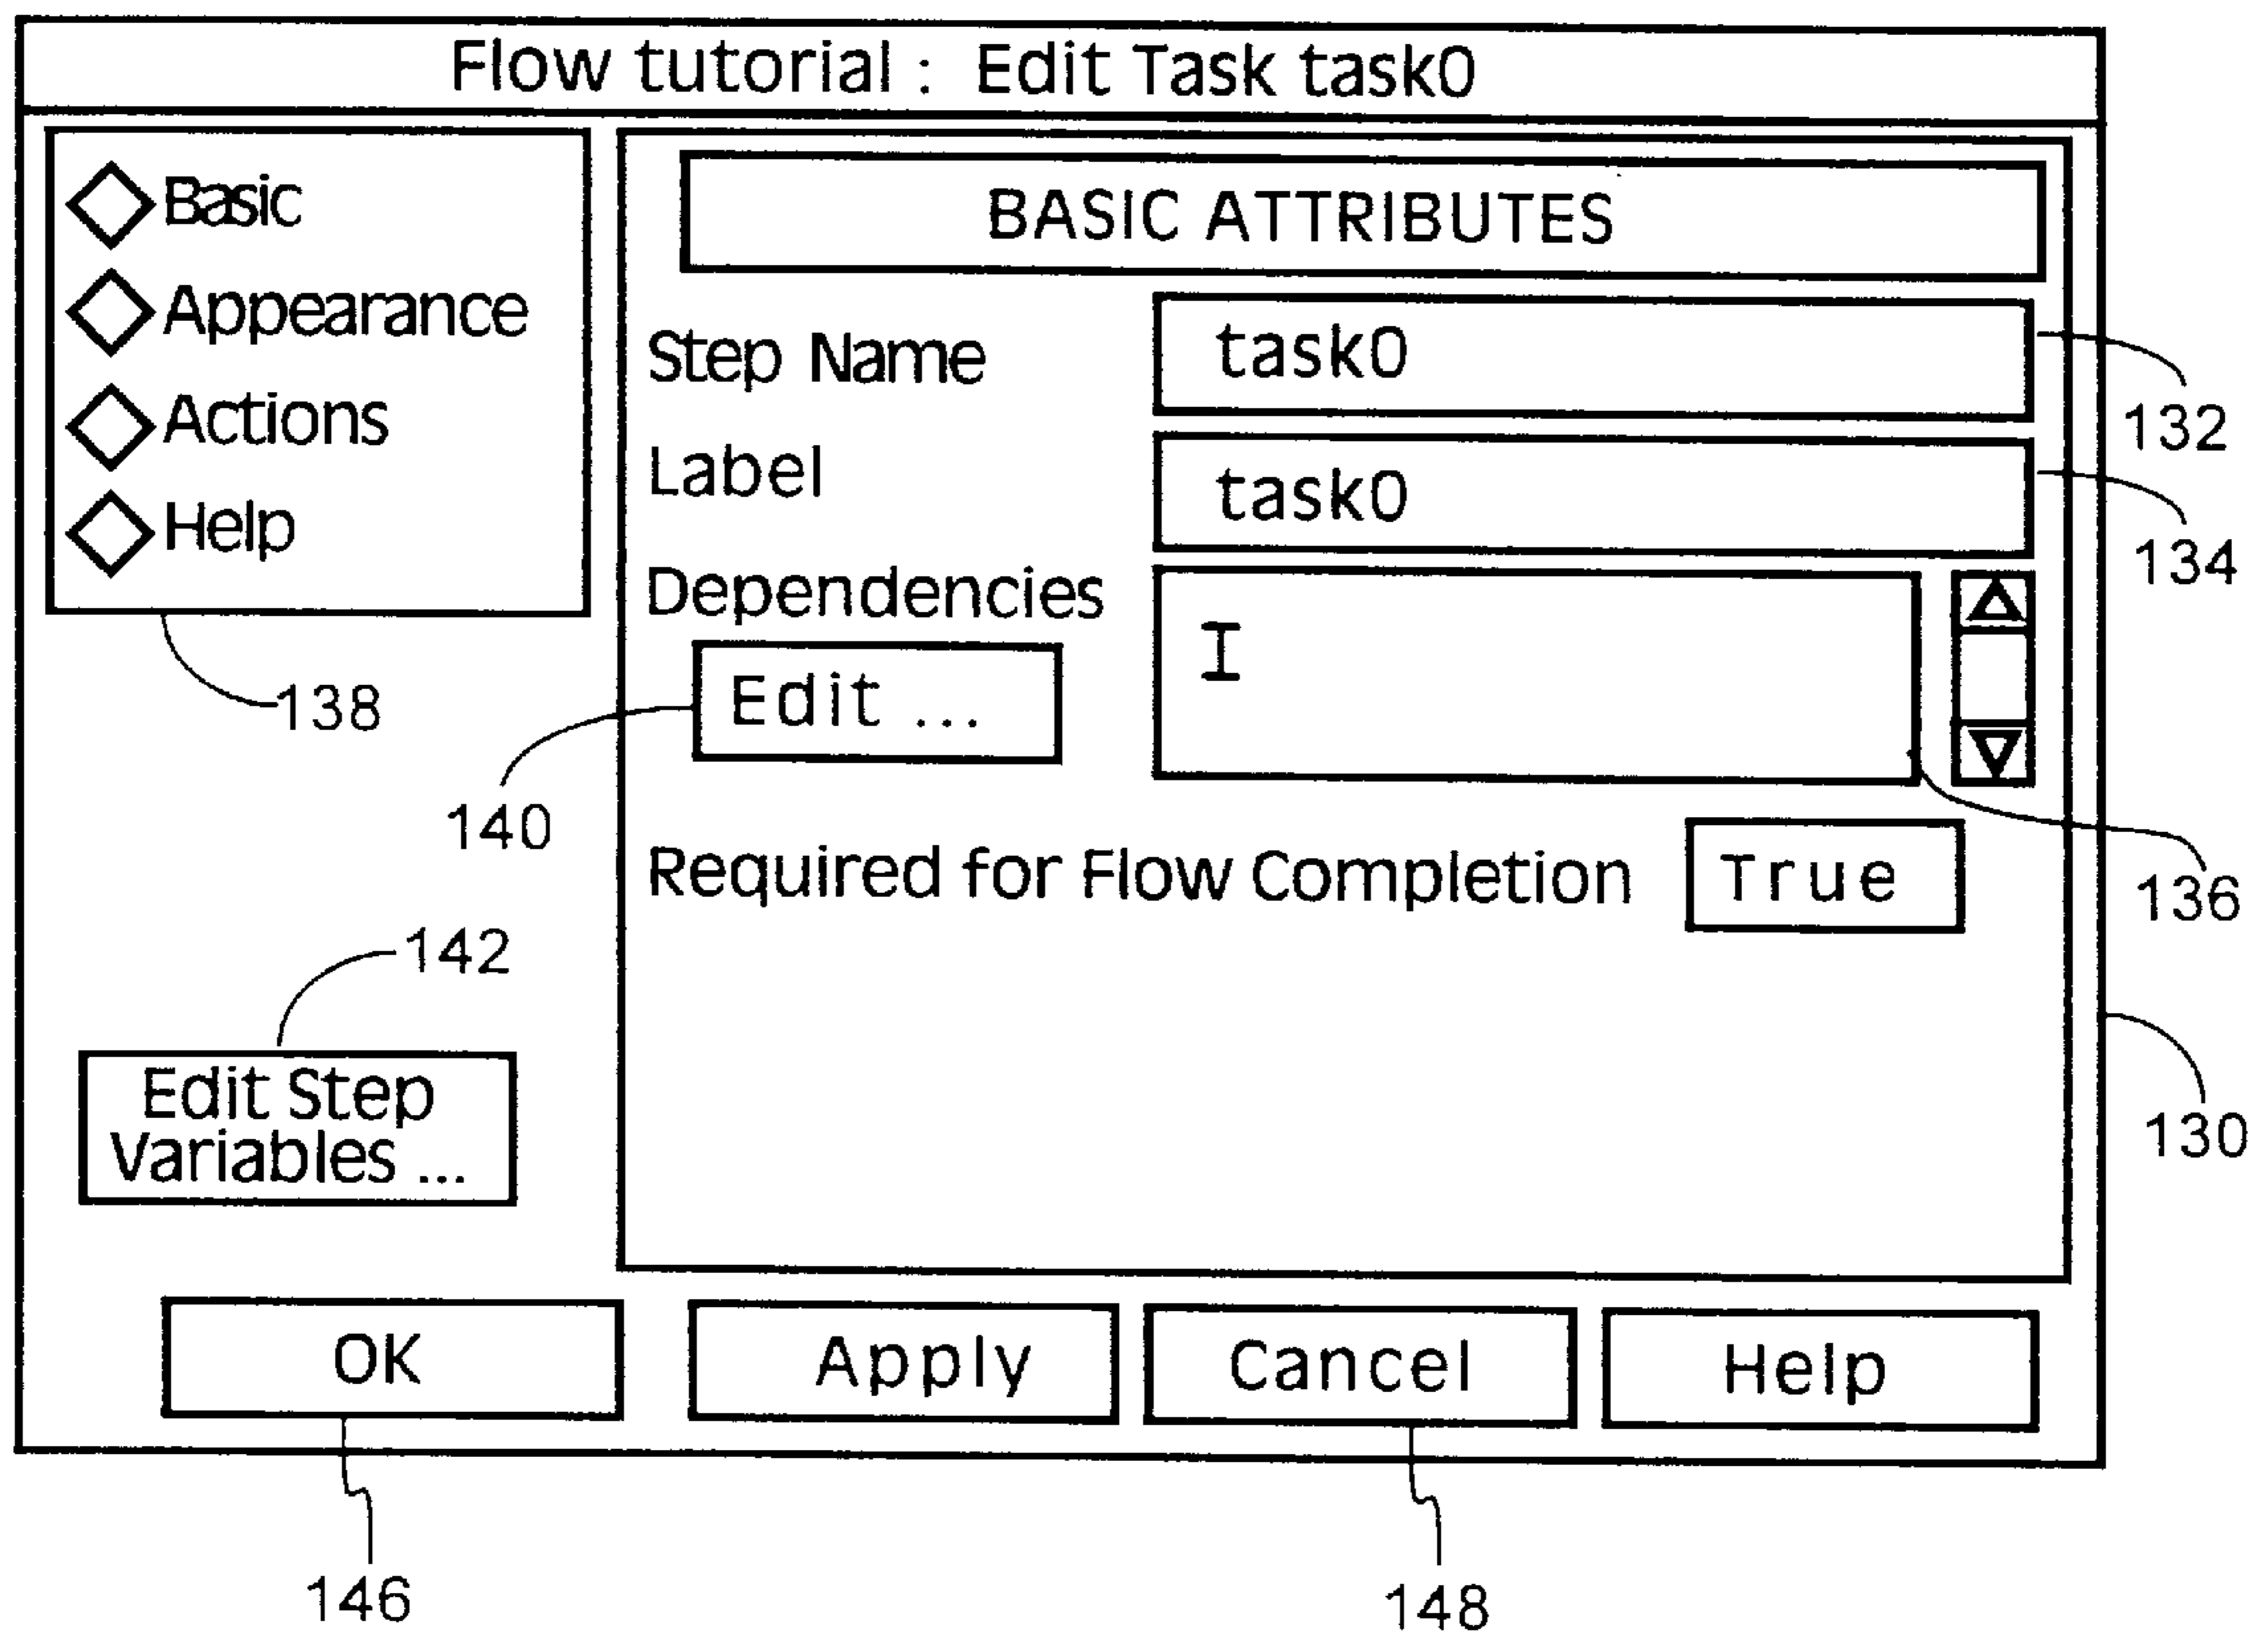 Flow tutorial : Edit Task task0
Basic
Appearance
Actions
Help
138
BASIC ATTRIBUTES
Step Name task0
132
Label task0
134
Dependencies
Edit ...
I
140
136
Required for Flow Completion True
142
Edit Step
Variables ...
130
OK Apply Cancel Help
146 148